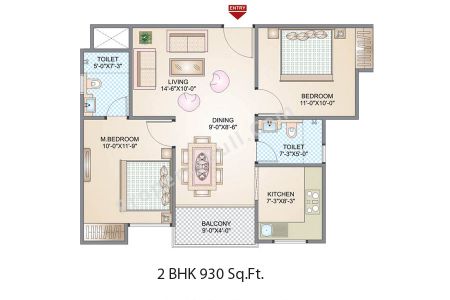 ENTRY
TOILET
5'-0"X7'-3"
LIVING
14'-6"X10'-0"
BEDROOM
11'-0"X10'-0"
DINING
9'-0"X8'-6"
M.BEDROOM
10'-0"X11'-9"
TOILET
7'-3"X5'-0"
KITCHEN
7'-3"X8'-3"
BALCONY
9'-0"X4'-0"
2 BHK 930 Sq.Ft.